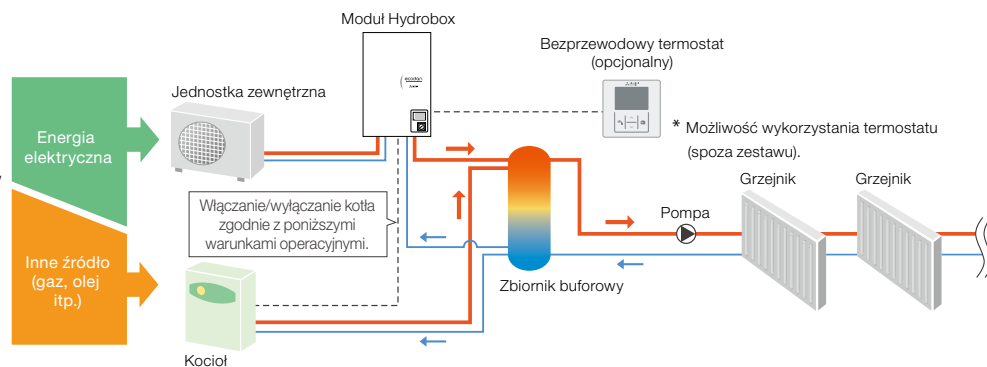 Moduł Hydrobox
ecodan
Bezprzewodowy termostat
(opcjonalny)
Jednostka zewnętrzna
* Możliwość wykorzystania termostatu
(spoza zestawu).
Energia
elektryczna
Grzejnik
Grzejnik
Włączanie/wyłączanie kotła
zgodnie z poniższymi
warunkami operacyjnymi.
Pompa
Inne źródło
(gaz, olej
itp.)
Zbiornik buforowy
Kocioł